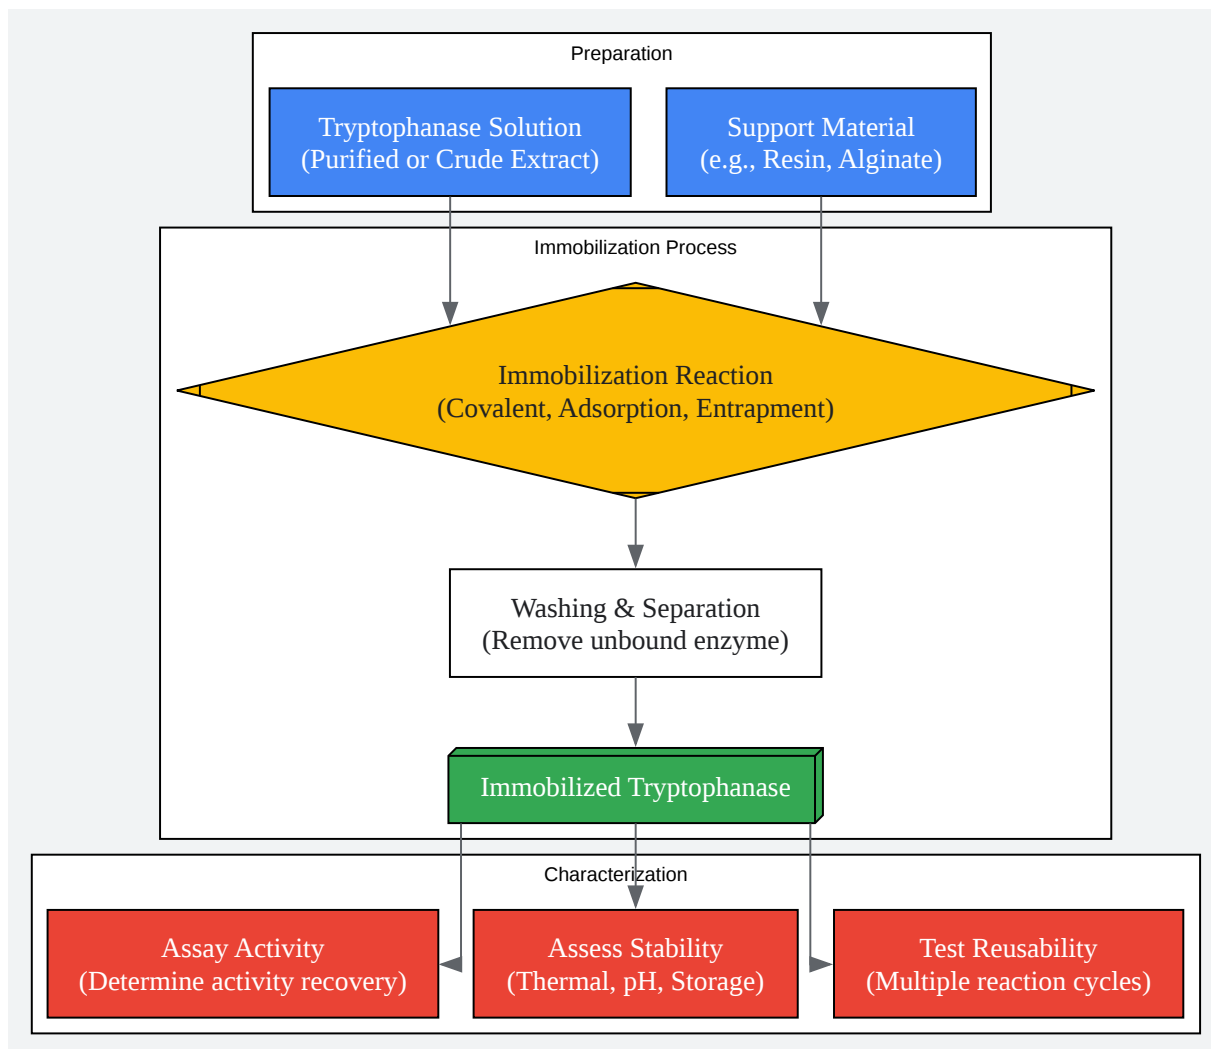 Preparation
Tryptophanase Solution
(Purified or Crude Extract)
Support Material
(e.g., Resin, Alginate)
Immobilization Process
Immobilization Reaction
(Covalent, Adsorption, Entrapment)
Washing & Separation
(Remove unbound enzyme)
Immobilized Tryptophanase
Characterization
Assay Activity
(Determine activity recovery)
Assess Stability
(Thermal, pH, Storage)
Test Reusability
(Multiple reaction cycles)